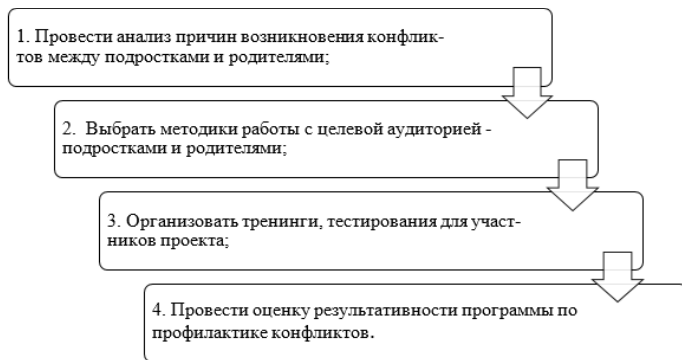 1. Провести анализ причин возникновения конфлик-
тов между подростками и родителями;
2. Выбрать методики работы с целевой аудиторией -
подростками и родителями;
3. Организовать тренинги, тестирования для участ-
ников проекта;
4. Провести оценку результативности программы по
профилактике конфликтов.